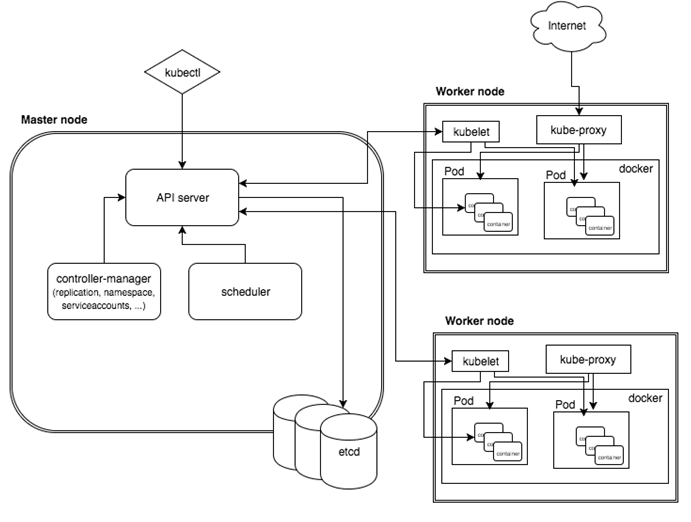 Internet
kubectl
Worker node
Master node
kubelet
kube-proxy
docker
Pod
Pod
API server
container
container
controller-manager
(replication, namespace,
serviceaccounts, ...)
scheduler
Worker node
kubelet
kube-proxy
docker
Pod
Pod
container
container
etcd